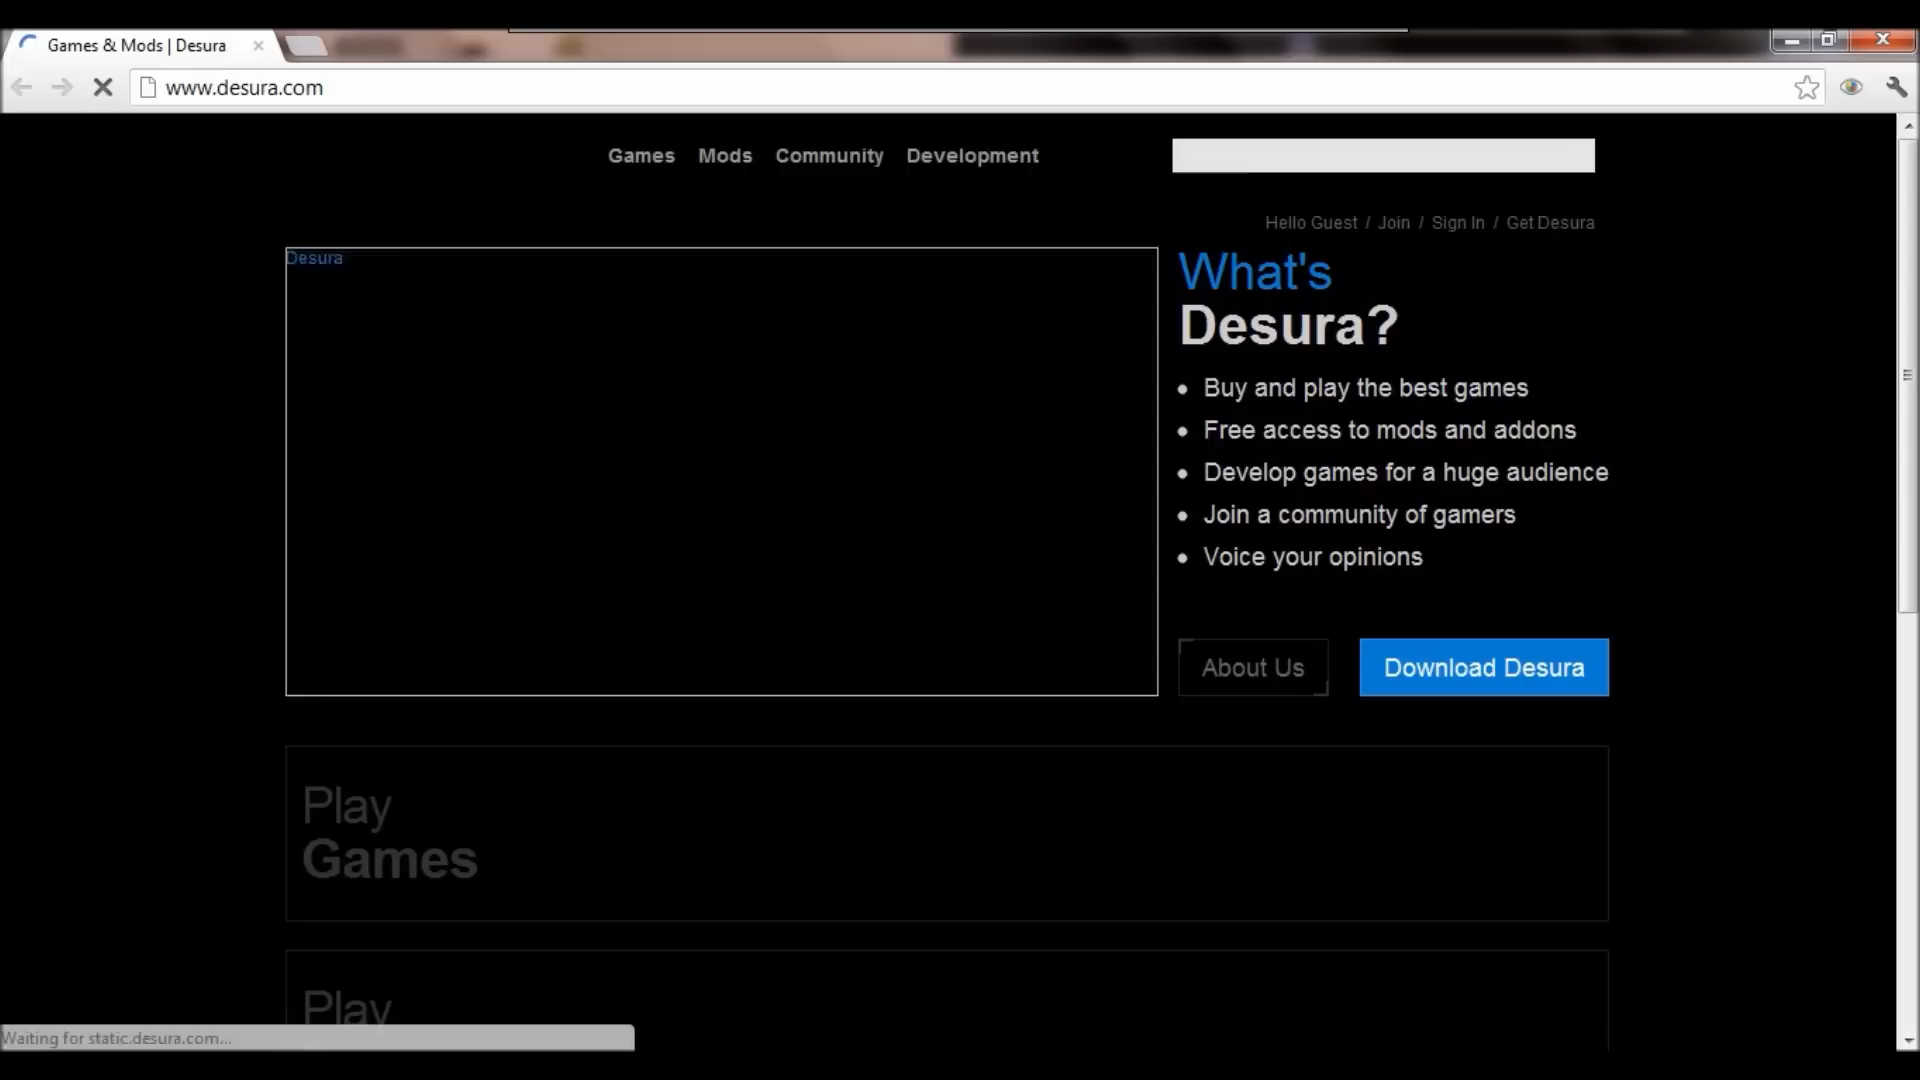 Games & Mods | Desura
www.desura.com
Games Mods Community Development
Hello Guest / Join / Sign In / Get Desura
Desura
What's
Desura?
Buy and play the best games
Free access to mods and addons
Develop games for a huge audience
Join a community of gamers
Voice your opinions
About Us
Download Desura
Play
Games
Play
Waiting for static.desura.com...